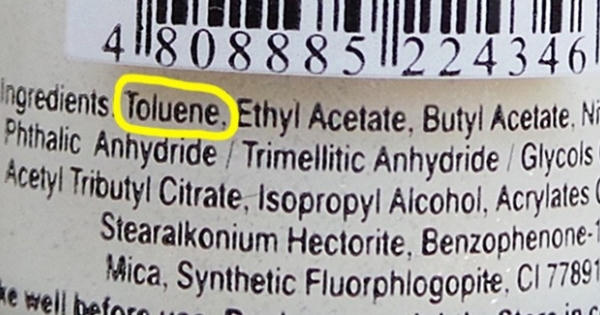 4 808885 224346
Ingredients: Toluene, Ethyl Acetate, Butyl Acetate,
Phthalic Anhydride / Trimellitic Anhydride / Glycols
Acetyl Tributyl Citrate, Isopropyl Alcohol, Acrylates
Stearalkonium Hectorite, Benzophenone-1
Mica, Synthetic Fluorphlogopite, CI 77891
well before